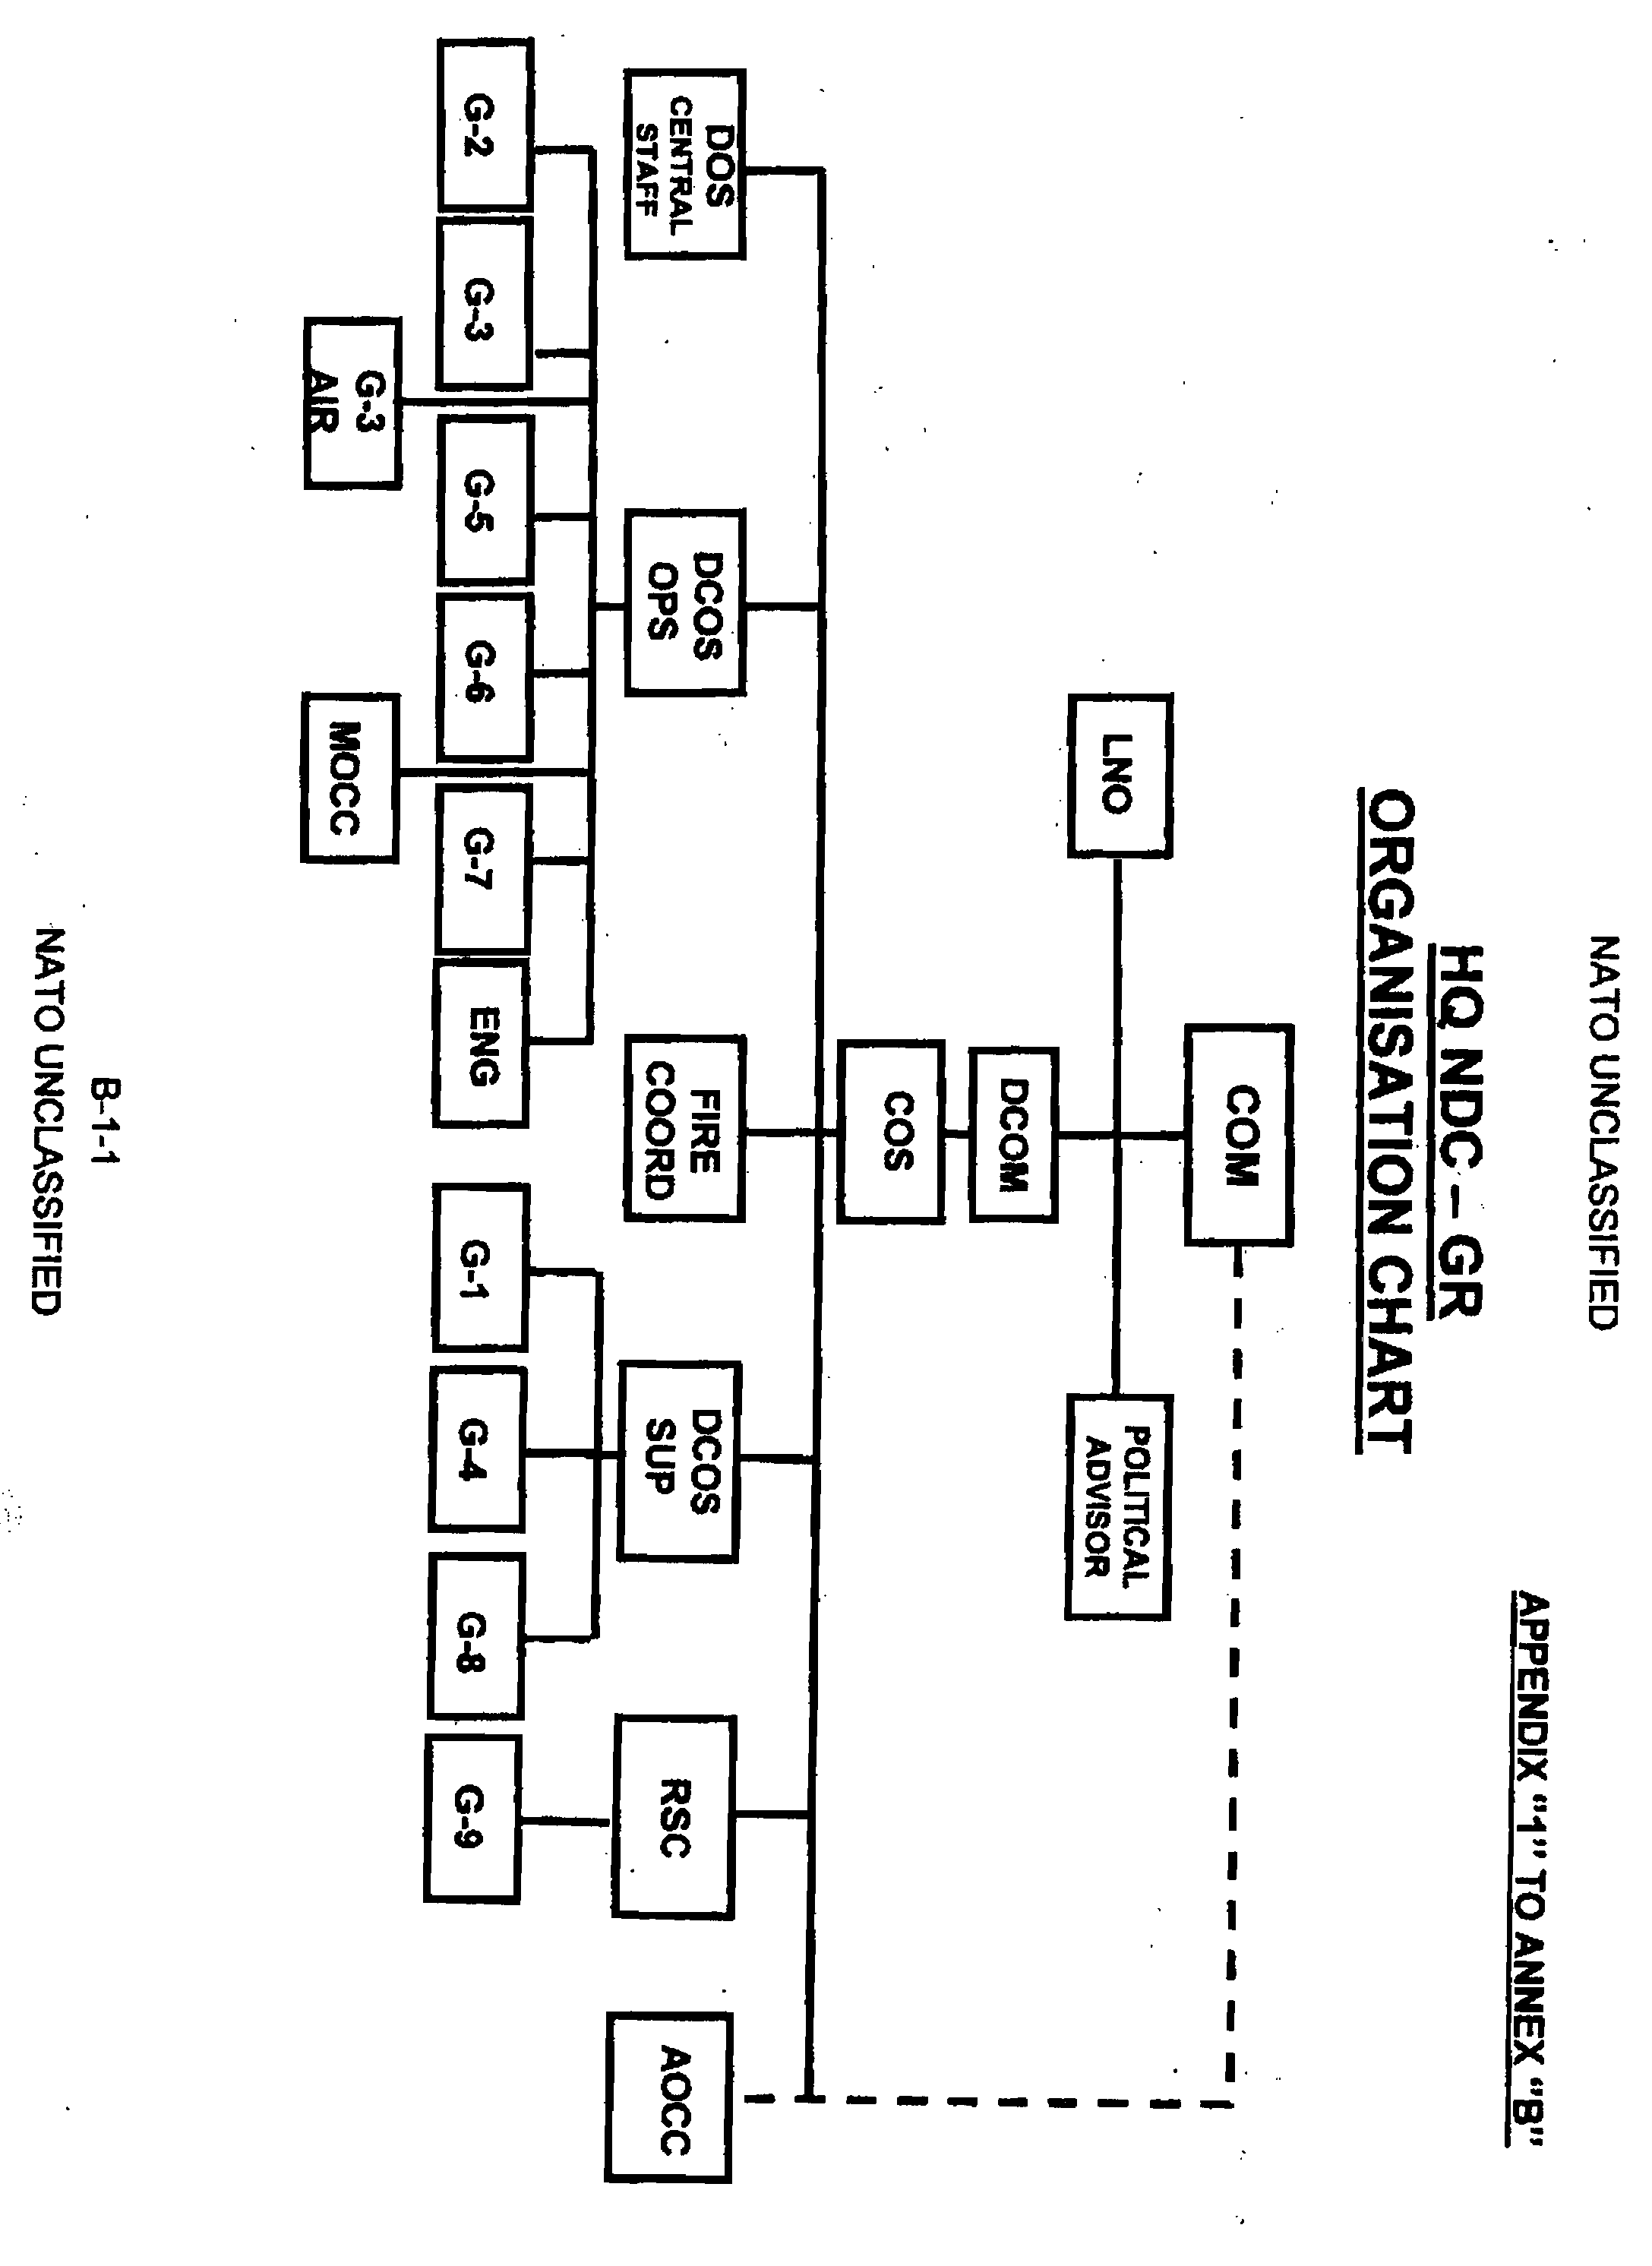 NATO UNCLASSIFIED
APPENDIX “1” TO ANNEX “B”
HQ NDC – GR
ORGANISATION CHART
COM
LNO
POLITICAL
ADVISOR
DCOM
COS
DOS
CENTRAL
STAFF
DCOS
OPS
FIRE
COORD
DCOS
SUP
RSC
AOCC
G-2
G-3
G-5
G-6
G-7
ENG
G-1
G-4
G-8
G-9
G-3
AIR
MOCC
B-1-1
NATO UNCLASSIFIED